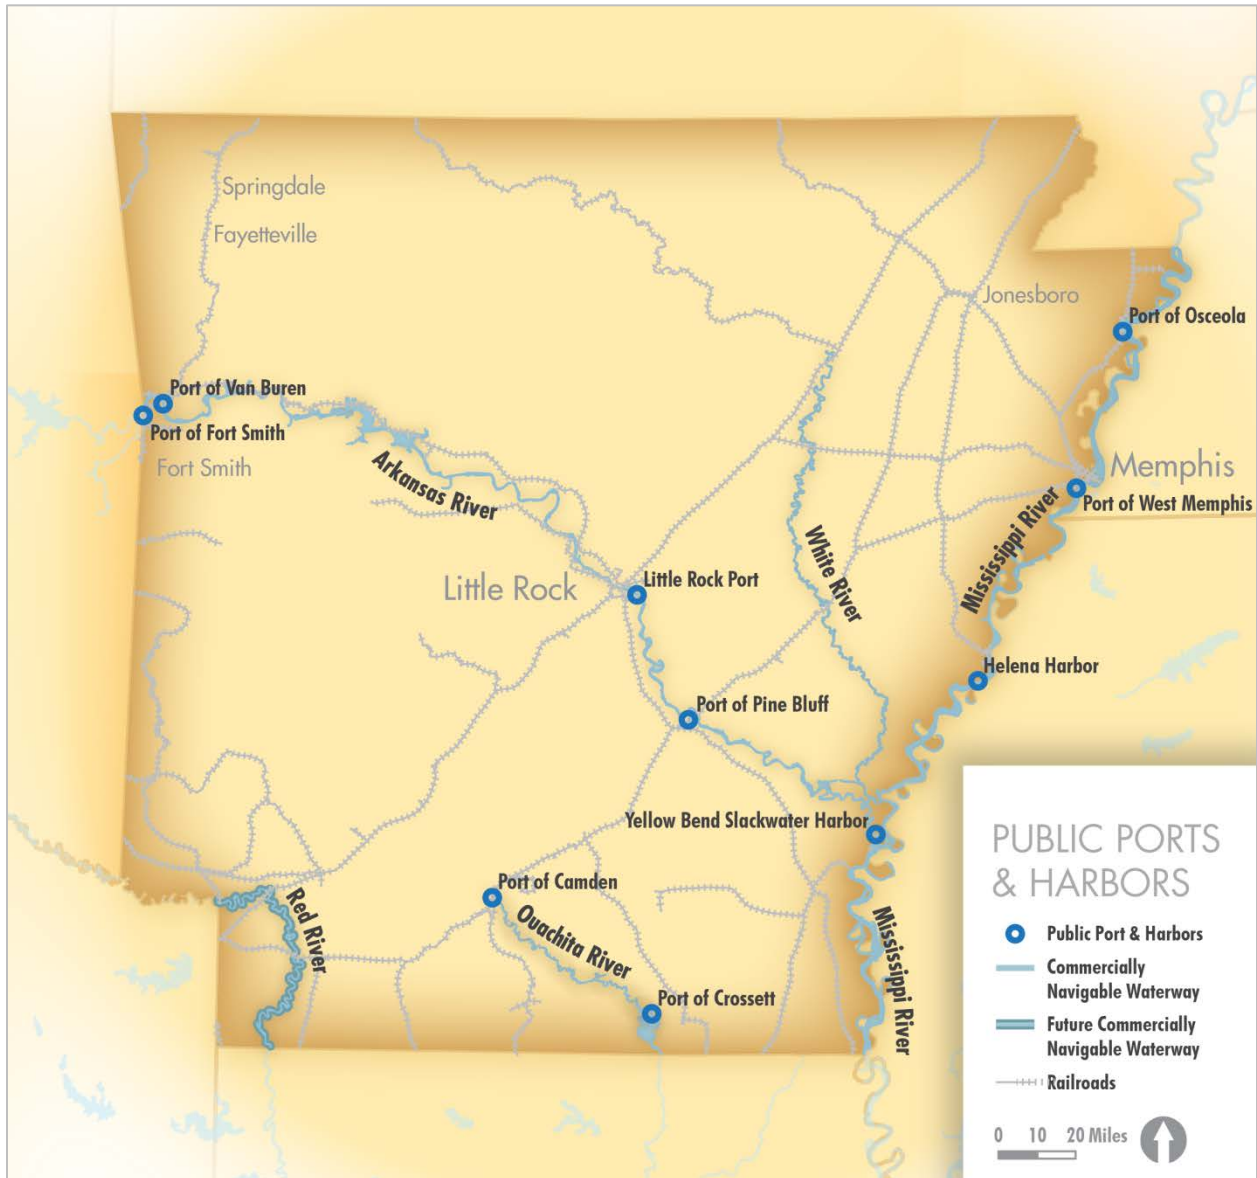 Springdale
Fayetteville
Jonesboro
Port of Osceola
Port of Van Buren
Port of Fort Smith
Fort Smith
Arkansas River
Memphis
Port of West Memphis
Mississippi River
White River
Little Rock
Little Rock Port
Helena Harbor
Port of Pine Bluff
Yellow Bend Slackwater Harbor
Port of Camden
Red River
Ouachita River
Mississippi River
Port of Crossett
PUBLIC PORTS
& HARBORS
Public Port & Harbors
Commercially
Navigable Waterway
Future Commercially
Navigable Waterway
Railroads
0 10 20 Miles